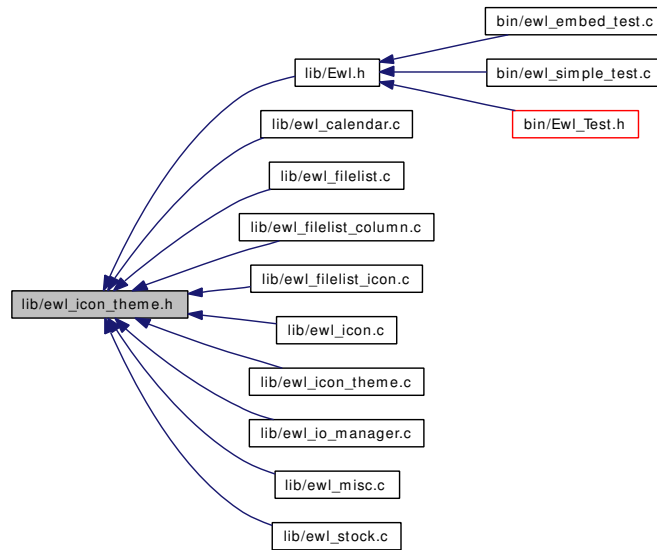 bin/ewl_embed_test.c
lib/Ewl.h
bin/ewl_simple_test.c
lib/ewl_calendar.c
bin/Ewl_Test.h
lib/ewl_filelist.c
lib/ewl_filelist_column.c
lib/ewl_filelist_icon.c
lib/ewl_icon_theme.h
lib/ewl_icon.c
lib/ewl_icon_theme.c
lib/ewl_io_manager.c
lib/ewl_misc.c
lib/ewl_stock.c